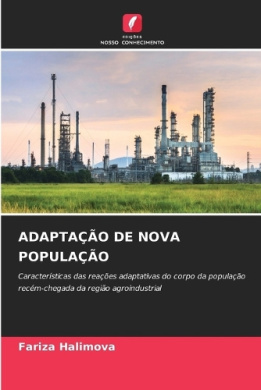 edições
NOSSO CONHECIMENTO
ADAPTAÇÃO DE NOVA
POPULAÇÃO
Características das reações adaptativas do corpo da população
recém-chegada da região agroindustrial
Fariza Halimova